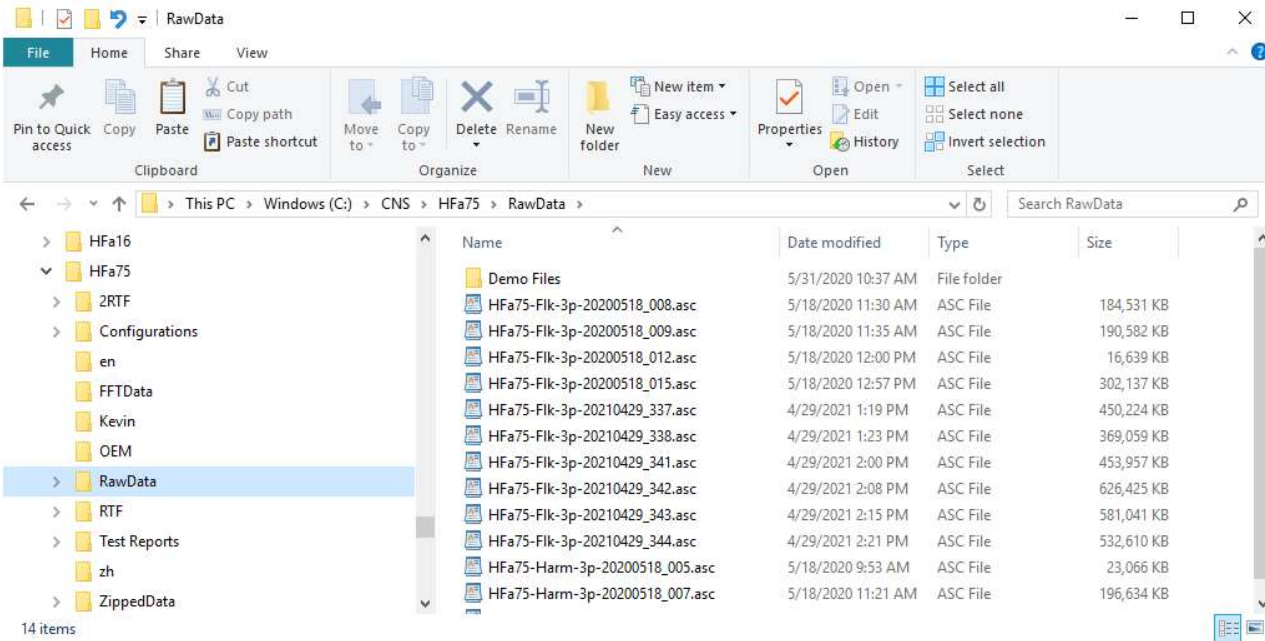 RawData
File Home Share View
Pin to Quick access
Copy
Paste
Cut
Copy path
Paste shortcut
Clipboard
Move to
Copy to
Delete
Rename
Organize
New folder
New item
Easy access
New
Properties
Open
Edit
History
Open
Select all
Select none
Invert selection
Select
This PC > Windows (C:) > CNS > HFa75 > RawData >
Search RawData
HFa16
HFa75
2RTF
Configurations
en
FFTData
Kevin
OEM
RawData
RTF
Test Reports
zh
ZippedData
Name Date modified Type Size
Demo Files 5/31/2020 10:37 AM File folder
HFa75-Flk-3p-20200518_008.asc 5/18/2020 11:30 AM ASC File 184,531 KB
HFa75-Flk-3p-20200518_009.asc 5/18/2020 11:35 AM ASC File 190,582 KB
HFa75-Flk-3p-20200518_012.asc 5/18/2020 12:00 PM ASC File 16,639 KB
HFa75-Flk-3p-20200518_015.asc 5/18/2020 12:57 PM ASC File 302,137 KB
HFa75-Flk-3p-20210429_337.asc 4/29/2021 1:19 PM ASC File 450,224 KB
HFa75-Flk-3p-20210429_338.asc 4/29/2021 1:23 PM ASC File 369,059 KB
HFa75-Flk-3p-20210429_341.asc 4/29/2021 2:00 PM ASC File 453,957 KB
HFa75-Flk-3p-20210429_342.asc 4/29/2021 2:08 PM ASC File 626,425 KB
HFa75-Flk-3p-20210429_343.asc 4/29/2021 2:15 PM ASC File 581,041 KB
HFa75-Flk-3p-20210429_344.asc 4/29/2021 2:21 PM ASC File 532,610 KB
HFa75-Harm-3p-20200518_005.asc 5/18/2020 9:53 AM ASC File 23,066 KB
HFa75-Harm-3p-20200518_007.asc 5/18/2020 11:21 AM ASC File 196,634 KB
14 items